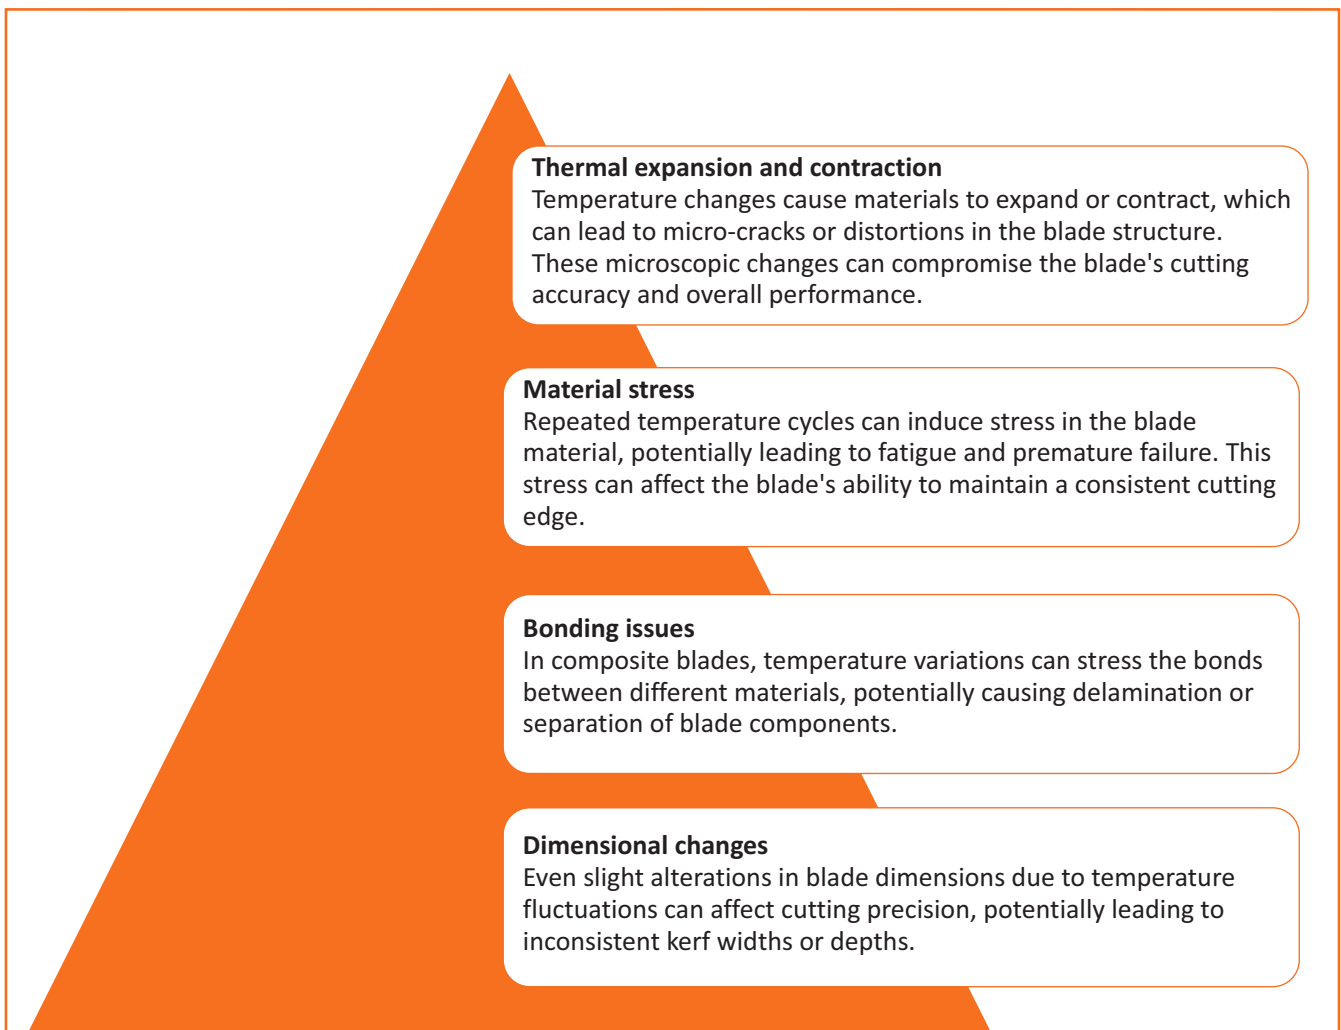 Thermal expansion and contraction
Temperature changes cause materials to expand or contract, which
can lead to micro-cracks or distortions in the blade structure.
These microscopic changes can compromise the blade's cutting
accuracy and overall performance.
Material stress
Repeated temperature cycles can induce stress in the blade
material, potentially leading to fatigue and premature failure. This
stress can affect the blade's ability to maintain a consistent cutting
edge.
Bonding issues
In composite blades, temperature variations can stress the bonds
between different materials, potentially causing delamination or
separation of blade components.
Dimensional changes
Even slight alterations in blade dimensions due to temperature
fluctuations can affect cutting precision, potentially leading to
inconsistent kerf widths or depths.